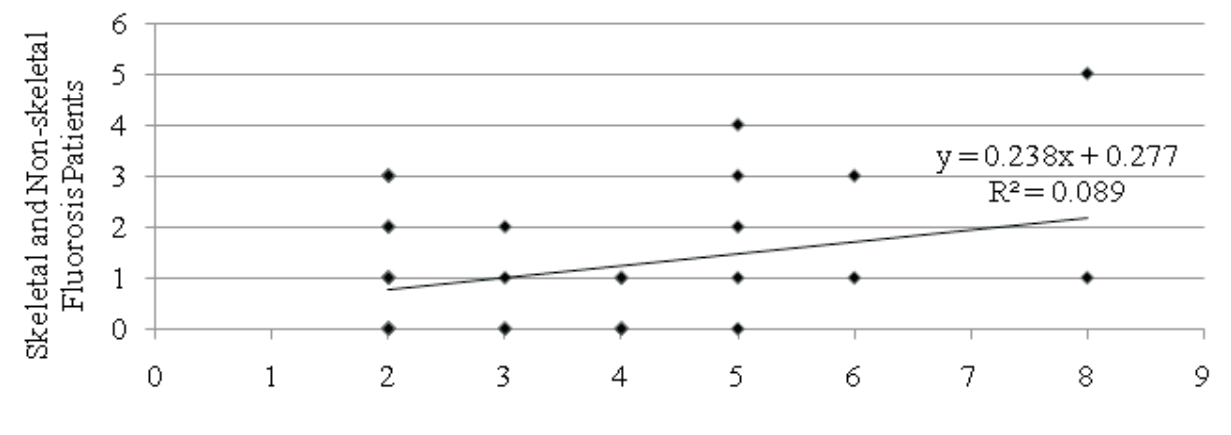 Skeletal and Non-skeletal
Fluorosis Patients
6
5
4
3
2
1
0
y = 0.238x + 0.277
R² = 0.089
0 1 2 3 4 5 6 7 8 9